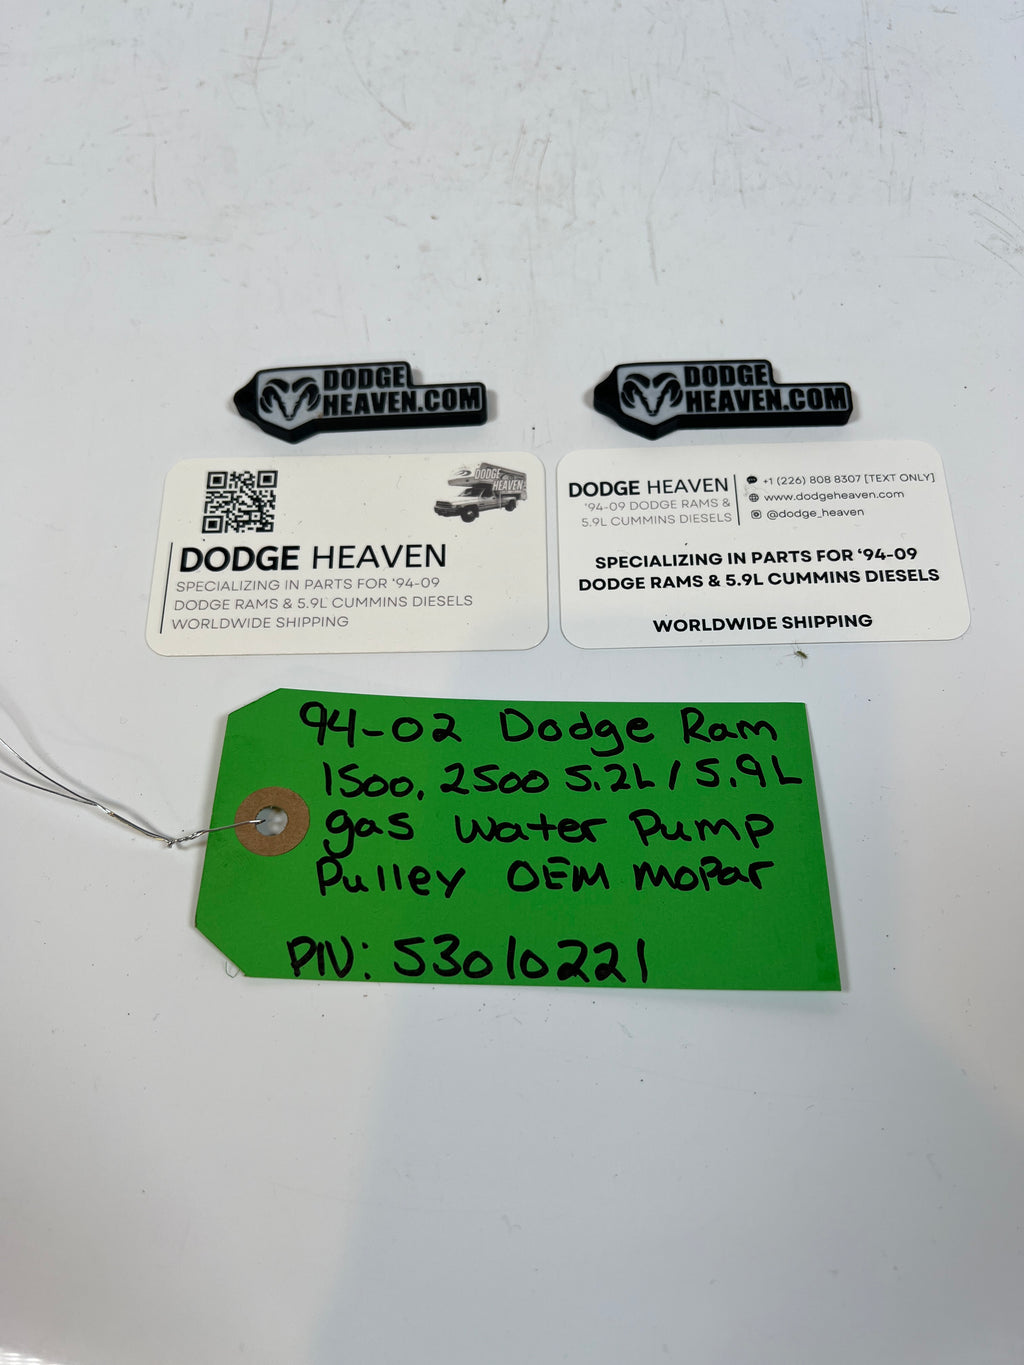 DODGE
HEAVEN.COM
DODGE
HEAVEN.COM
DODGE
HEAVEN
DODGE HEAVEN
SPECIALIZING IN PARTS FOR '94-09
DODGE RAMS & 5.9L CUMMINS DIESELS
WORLDWIDE SHIPPING
DODGE HEAVEN
'94-09 DODGE RAMS &
5.9L CUMMINS DIESELS
+1 (226) 808 8307 [TEXT ONLY]
www.dodgeheaven.com
@dodge_heaven
SPECIALIZING IN PARTS FOR '94-09
DODGE RAMS & 5.9L CUMMINS DIESELS
WORLDWIDE SHIPPING
94-02 Dodge Ram
1500, 2500 5.2L / 5.9L
gas water Pump
Pulley OEM Mopar
P/N: 53010221